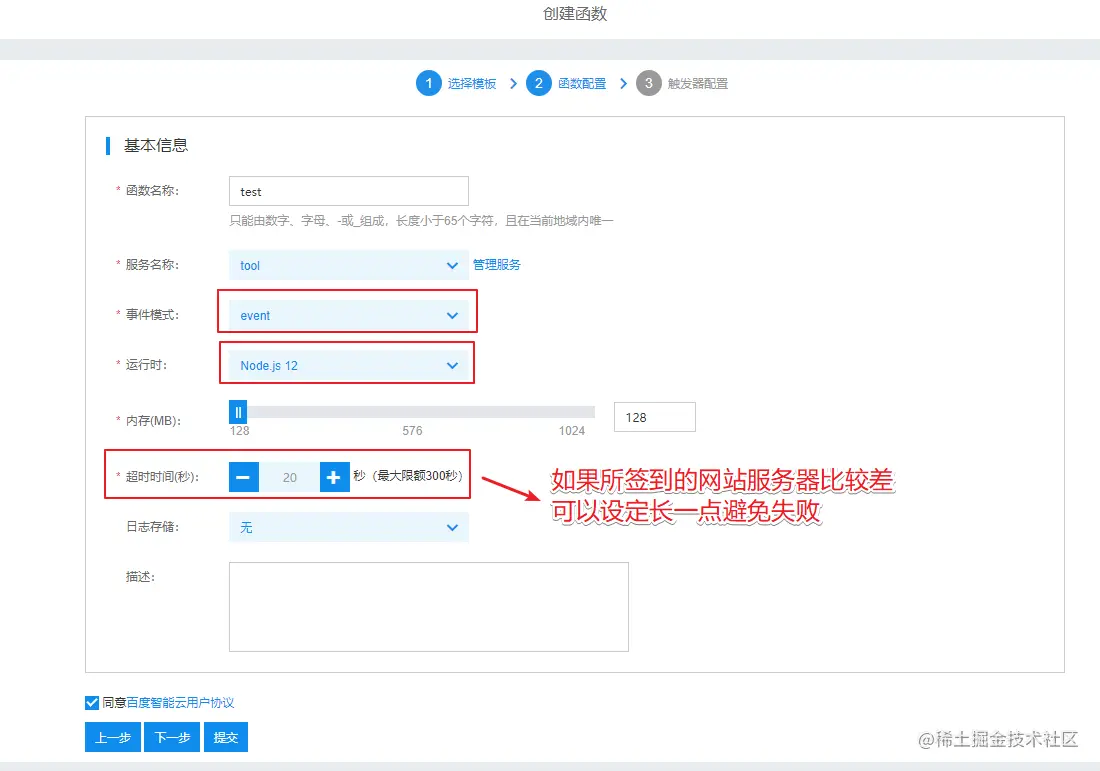 创建函数
1 选择模板 2 函数配置 3 触发器配置
基本信息
* 函数名称: test
只能由数字、字母、-或_组成，长度小于65个字符，且在当前地域内唯一
* 服务名称: tool 管理服务
* 事件模式: event
* 运行时: Node.js 12
* 内存(MB): 128
128 576 1024
* 超时时间(秒): 20 秒（最大限额300秒）
如果所签到的网站服务器比较差
可以设定长一点避免失败
日志存储: 无
描述:
同意百度智能云用户协议
上一步 下一步 提交
@稀土掘金技术社区